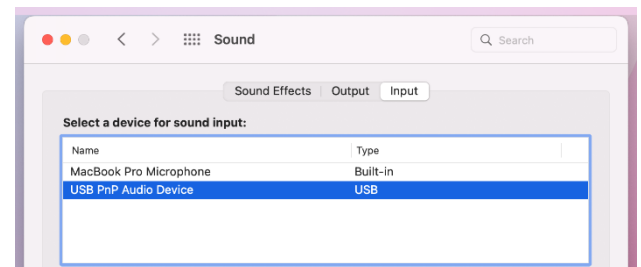 Sound
Search
Sound Effects Output Input
Select a device for sound input:
Name Type
MacBook Pro Microphone Built-in
USB PnP Audio Device USB